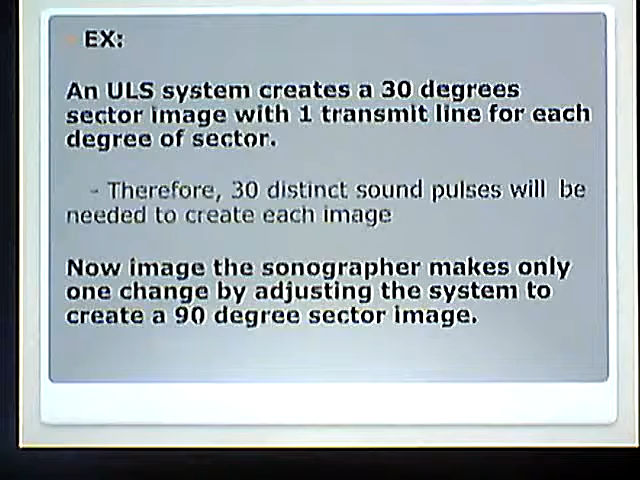 EX:
An ULS system creates a 30 degrees
sector image with 1 transmit line for each
degree of sector.
- Therefore, 30 distinct sound pulses will be
needed to create each image
Now image the sonographer makes only
one change by adjusting the system to
create a 90 degree sector image.